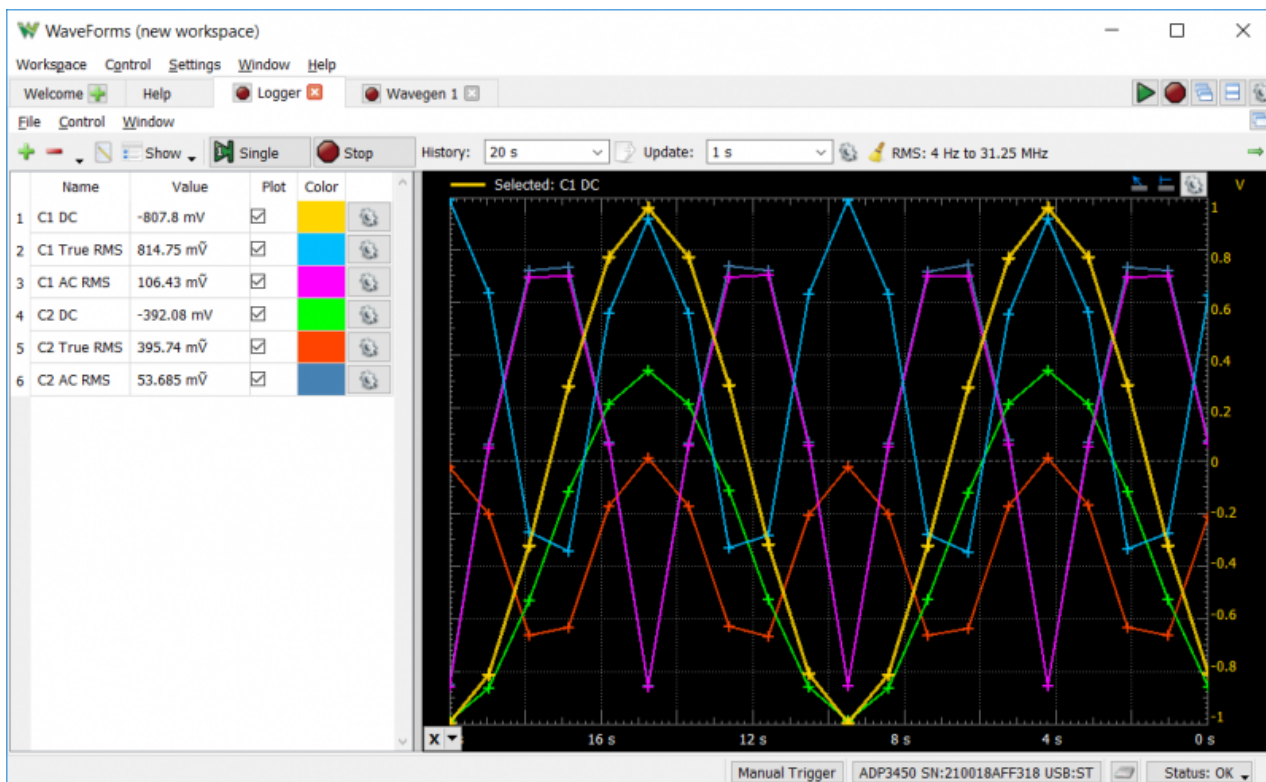 WaveForms (new workspace)
Workspace Control Settings Window Help
Welcome Help Logger Wavegen 1
File Control Window
Show Single Stop History: 20 s Update: 1 s RMS: 4 Hz to 31.25 MHz
Name Value Plot Color
1 C1 DC -807.8 mV
2 C1 True RMS 814.75 mṼ
3 C1 AC RMS 106.43 mṼ
4 C2 DC -392.08 mV
5 C2 True RMS 395.74 mṼ
6 C2 AC RMS 53.685 mṼ
Selected: C1 DC V
1
0.8
0.6
0.4
0.2
0
-0.2
-0.4
-0.6
-0.8
-1
X 16 s 12 s 8 s 4 s 0 s
Manual Trigger ADP3450 SN:210018AFF318 USB:ST Status: OK